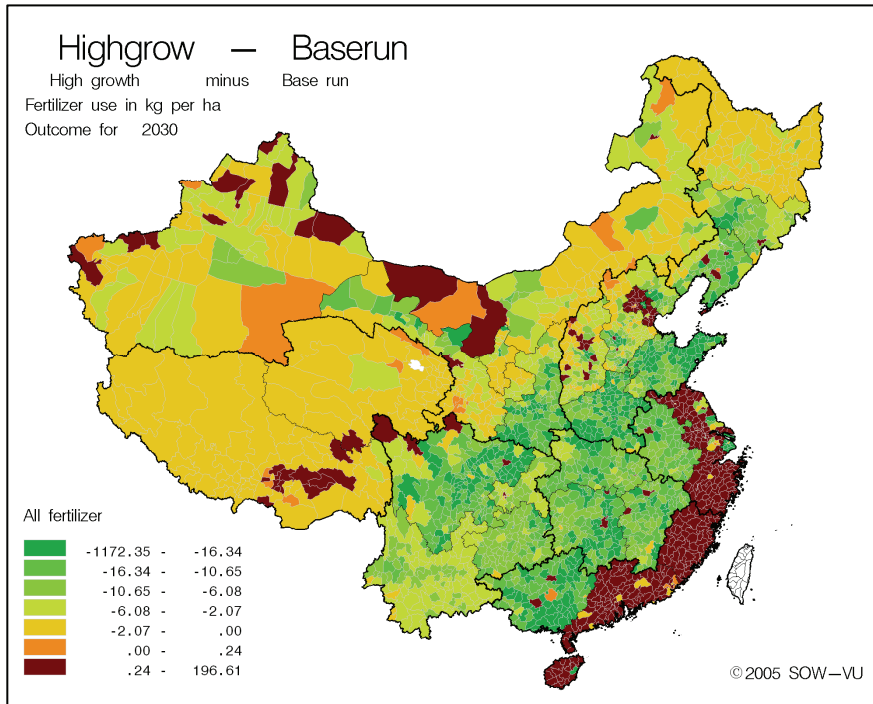 Highgrow — Baserun
High growth minus Base run
Fertilizer use in kg per ha
Outcome for 2030
All fertilizer
-1172.35 - -16.34
-16.34 - -10.65
-10.65 - -6.08
-6.08 - -2.07
-2.07 - .00
.00 - .24
.24 - 196.61
©2005 SOW—VU